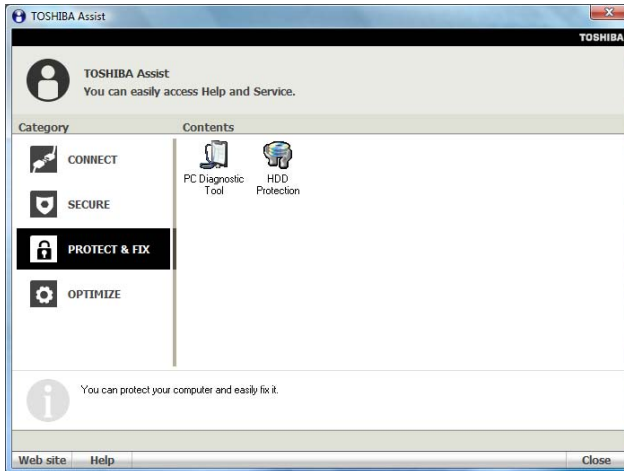 TOSHIBA Assist
TOSHIBA
TOSHIBA Assist
You can easily access Help and Service.
Category
Contents
CONNECT
SECURE
PROTECT & FIX
OPTIMIZE
PC Diagnostic
Tool
HDD
Protection
You can protect your computer and easily fix it.
Web site
Help
Close